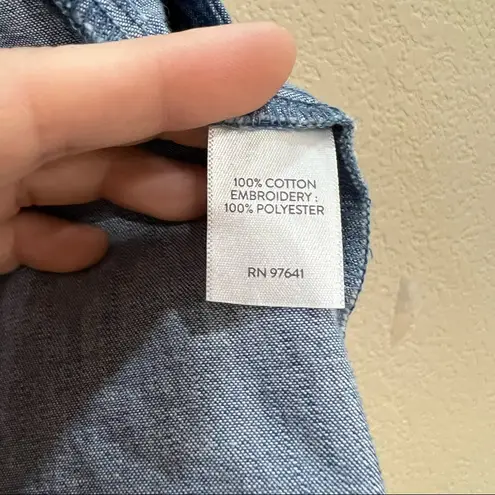 100% COTTON
EMBROIDERY :
100% POLYESTER
RN 97641